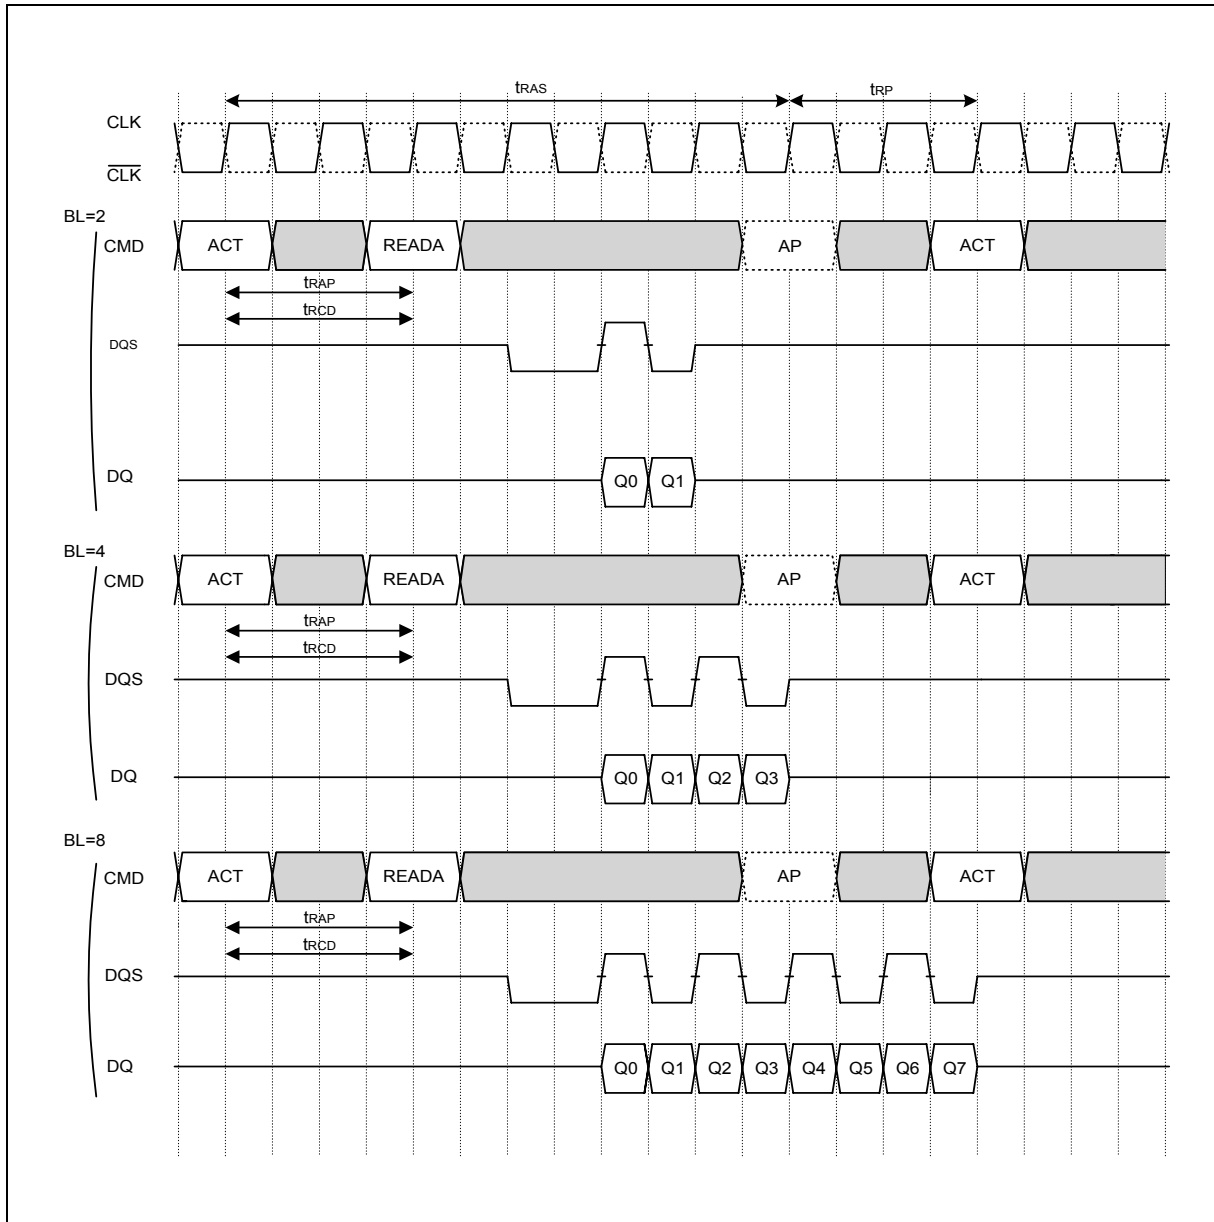 tRAS tRP
CLK
CLK
BL=2
CMD ACT READA AP ACT
tRAP
tRCD
DQS
DQ Q0 Q1
BL=4
CMD ACT READA AP ACT
tRAP
tRCD
DQS
DQ Q0 Q1 Q2 Q3
BL=8
CMD ACT READA AP ACT
tRAP
tRCD
DQS
DQ Q0 Q1 Q2 Q3 Q4 Q5 Q6 Q7